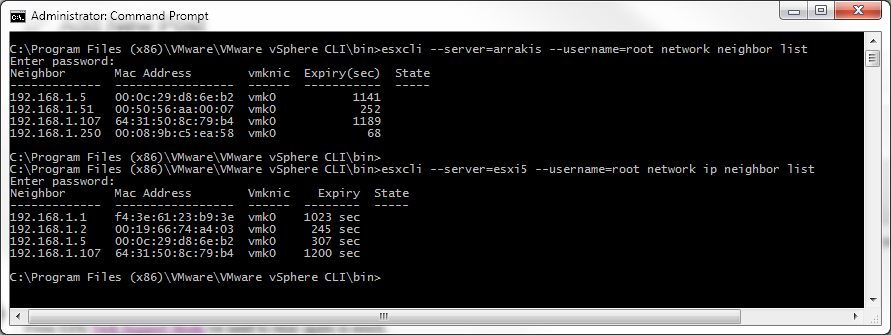 Administrator: Command Prompt
C:\Program Files (x86)\VMware\VMware vSphere CLI\bin>esxcli --server=arrakis --username=root network neighbor list
Enter password:
Neighbor       Mac Address        vmknic  Expiry(sec)  State
-------------  -----------------  ------  -----------  -----
192.168.1.5    00:0c:29:d8:6e:b2  vmk0           1141
192.168.1.51   00:50:56:aa:00:07  vmk0            252
192.168.1.107  64:31:50:8c:79:b4  vmk0           1189
192.168.1.250  00:08:9b:c5:ea:58  vmk0             68
C:\Program Files (x86)\VMware\VMware vSphere CLI\bin>
C:\Program Files (x86)\VMware\VMware vSphere CLI\bin>esxcli --server=esxi5 --username=root network ip neighbor list
Enter password:
Neighbor       Mac Address        Vmknic    Expiry  State
-------------  -----------------  ------  --------  -----
192.168.1.1    f4:3e:61:23:b9:3e  vmk0    1023 sec
192.168.1.2    00:19:66:74:a4:03  vmk0     245 sec
192.168.1.5    00:0c:29:d8:6e:b2  vmk0     307 sec
192.168.1.107  64:31:50:8c:79:b4  vmk0    1200 sec
C:\Program Files (x86)\VMware\VMware vSphere CLI\bin>